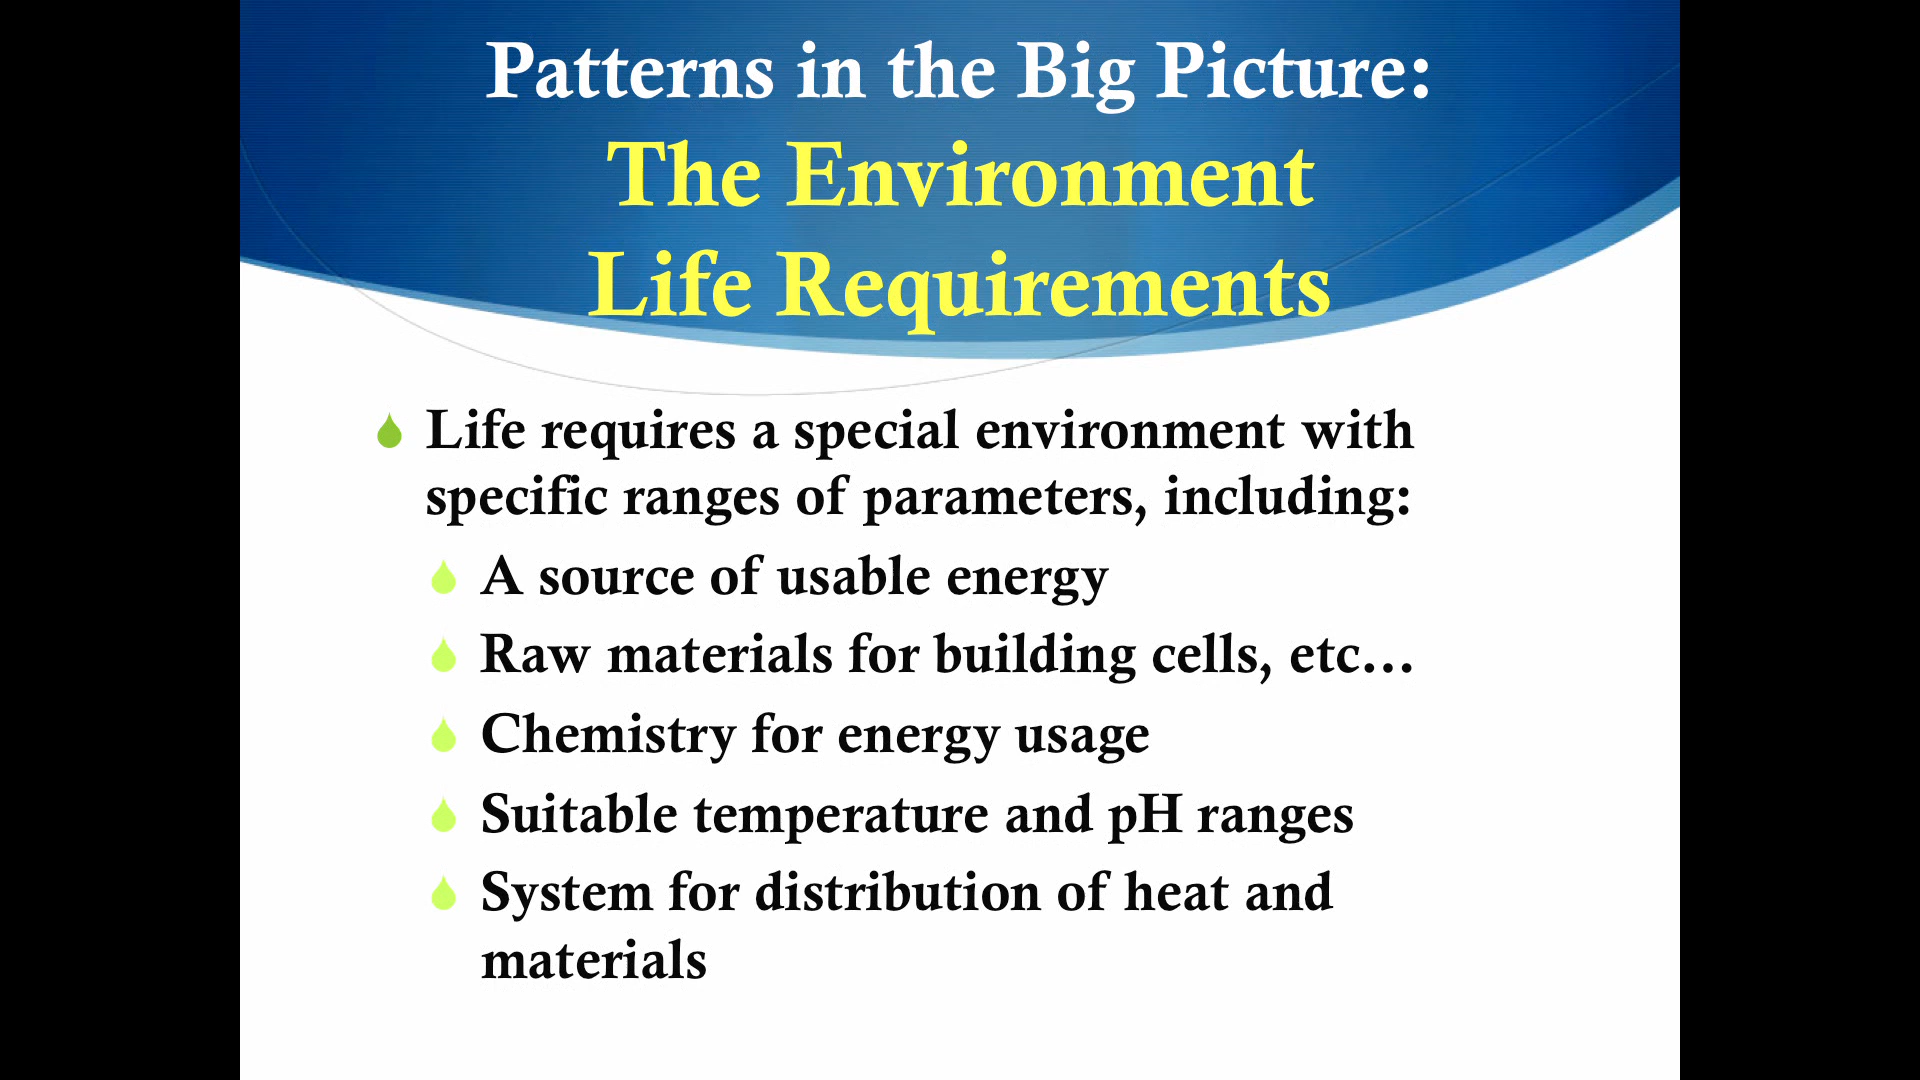 Patterns in the Big Picture:
The Environment
Life Requirements
Life requires a special environment with
specific ranges of parameters, including:
A source of usable energy
Raw materials for building cells, etc…
Chemistry for energy usage
Suitable temperature and pH ranges
System for distribution of heat and
materials